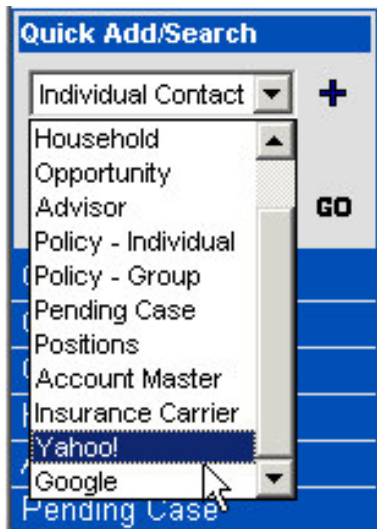 Quick Add/Search
Individual Contact
Household
Opportunity
Advisor
GO
Policy - Individual
Policy - Group
Pending Case
Positions
Account Master
Insurance Carrier
Yahoo!
Google
Pending Case